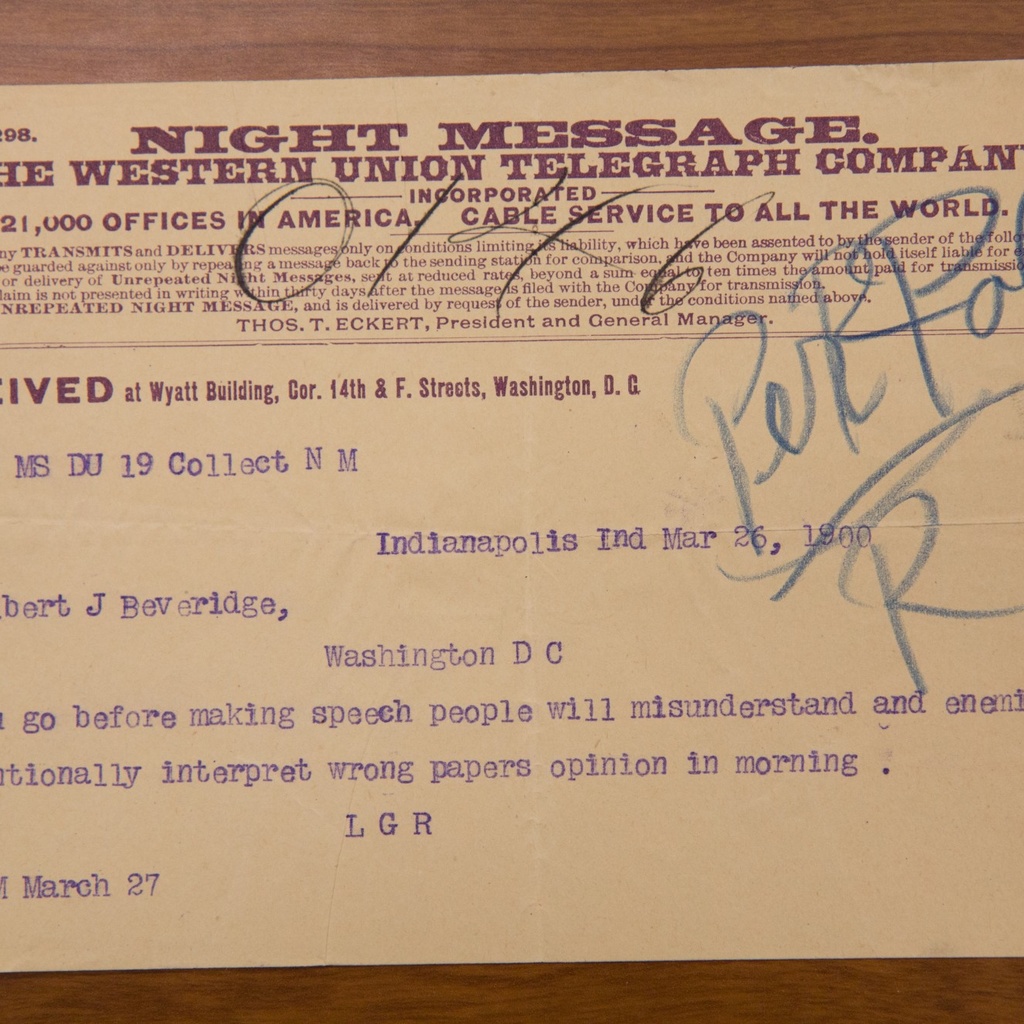 298.
NIGHT MESSAGE.
HE WESTERN UNION TELEGRAPH COMPAN
INCORPORATED
21,000 OFFICES IN AMERICA. CABLE SERVICE TO ALL THE WORLD.
ny TRANSMITS and DELIVERS messages only on conditions limiting its liability, which have been assented to by the sender of the follo
e guarded against only by repeating a message back to the sending station for comparison, and the Company will not hold itself liable for
or delivery of Unrepeated Night Messages, sent at reduced rates, beyond a sum equal to ten times the amount paid for transmissio
laim is not presented in writing within thirty days after the message is filed with the Company for transmission.
NREPEATED NIGHT MESSAGE, and is delivered by request of the sender, under the conditions named above.
THOS. T. ECKERT, President and General Manager.
EIVED at Wyatt Building, Cor. 14th & F. Streets, Washington, D. C.
MS DU 19 Collect N M
Indianapolis Ind Mar 26, 1900
bert J Beveridge,
Washington D C
go before making speech people will misunderstand and enemi
ntionally interpret wrong papers opinion in morning .
L G R
M March 27